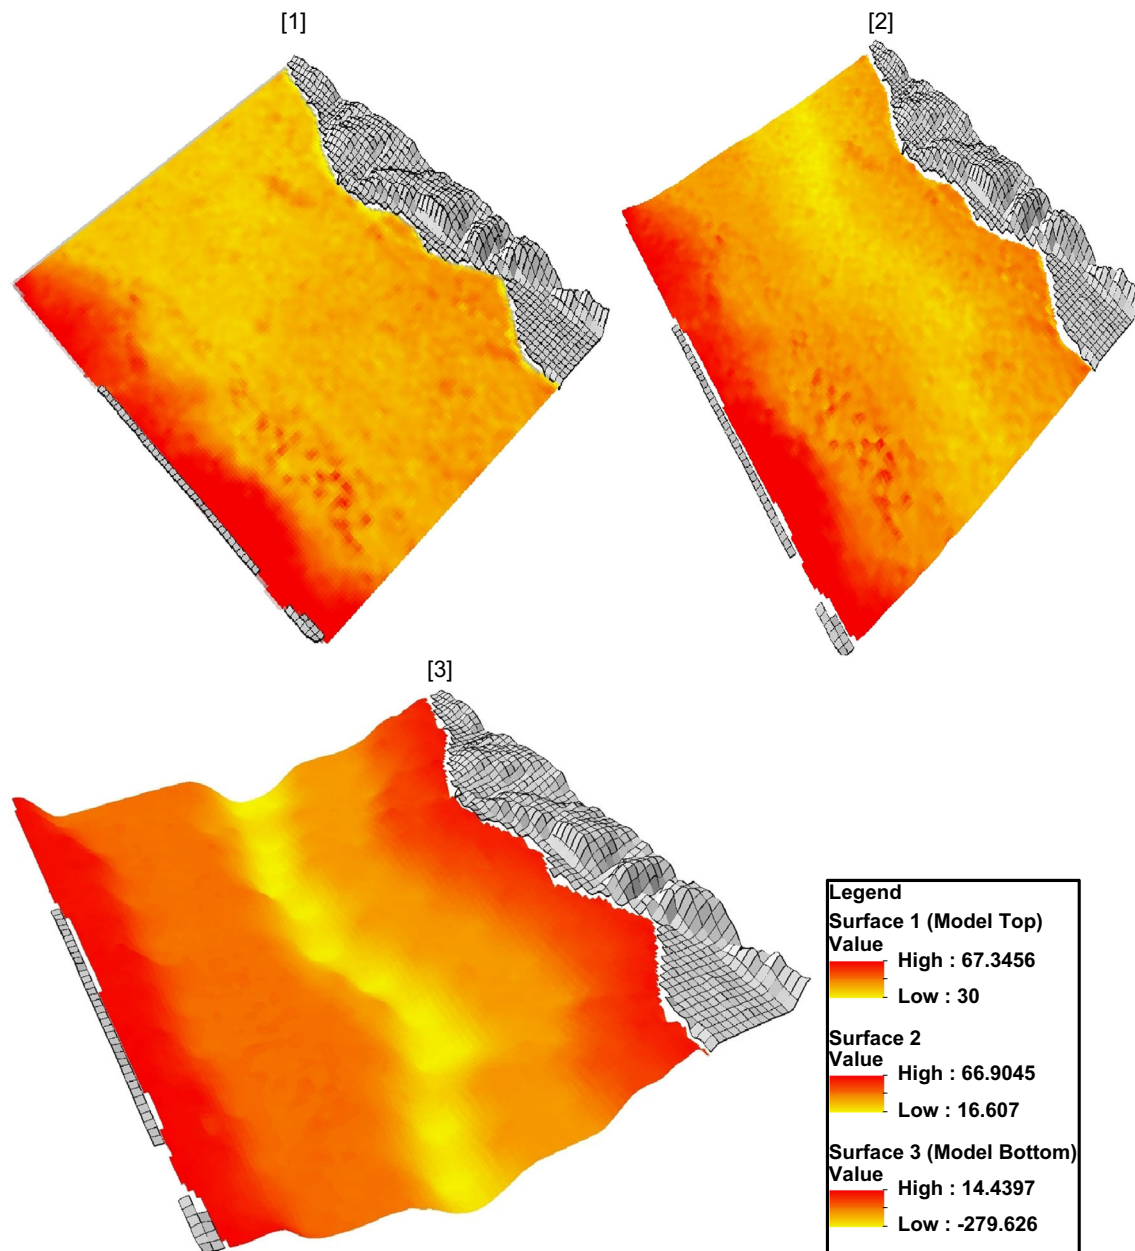 [1]
[2]
[3]
Legend
Surface 1 (Model Top)
Value
High : 67.3456
Low : 30
Surface 2
Value
High : 66.9045
Low : 16.607
Surface 3 (Model Bottom)
Value
High : 14.4397
Low : -279.626